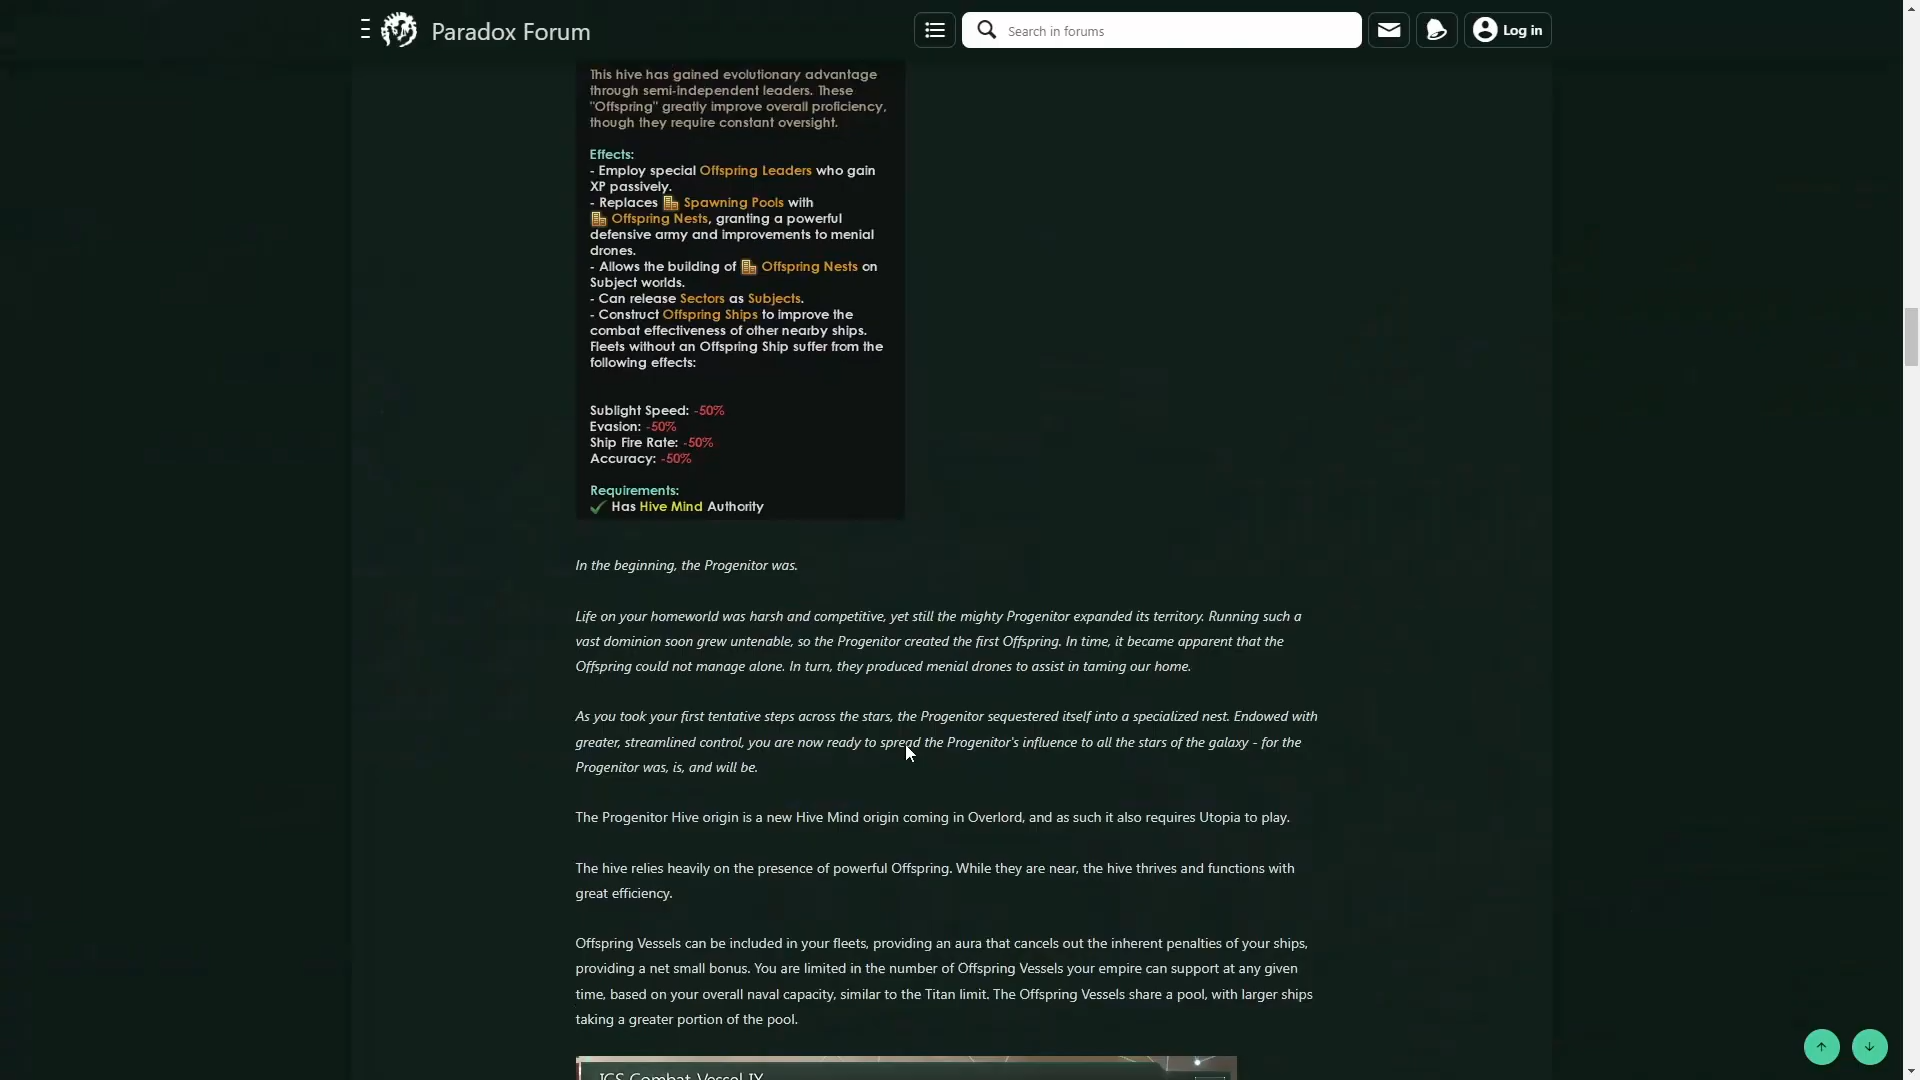 Paradox Forum
Search in forums
Log in
This hive has gained evolutionary advantage
through semi-independent leaders. These
"Offspring" greatly improve overall proficiency,
though they require constant oversight.
Effects:
- Employ special Offspring Leaders who gain
XP passively.
- Replaces Spawning Pools with
Offspring Nests, granting a powerful
defensive army and improvements to menial
drones.
- Allows the building of Offspring Nests on
Subject worlds.
- Can release Sectors as Subjects.
- Construct Offspring Ships to improve the
combat effectiveness of other nearby ships.
Fleets without an Offspring Ship suffer from the
following effects:
Sublight Speed: -50%
Evasion: -50%
Ship Fire Rate: -50%
Accuracy: -50%
Requirements:
Has Hive Mind Authority
In the beginning, the Progenitor was.
Life on your homeworld was harsh and competitive, yet still the mighty Progenitor expanded its territory. Running such a
vast dominion soon grew untenable, so the Progenitor created the first Offspring. In time, it became apparent that the
Offspring could not manage alone. In turn, they produced menial drones to assist in taming our home.
As you took your first tentative steps across the stars, the Progenitor sequestered itself into a specialized nest. Endowed with
greater, streamlined control, you are now ready to spread the Progenitor's influence to all the stars of the galaxy - for the
Progenitor was, is, and will be.
The Progenitor Hive origin is a new Hive Mind origin coming in Overlord, and as such it also requires Utopia to play.
The hive relies heavily on the presence of powerful Offspring. While they are near, the hive thrives and functions with
great efficiency.
Offspring Vessels can be included in your fleets, providing an aura that cancels out the inherent penalties of your ships,
providing a net small bonus. You are limited in the number of Offspring Vessels your empire can support at any given
time, based on your overall naval capacity, similar to the Titan limit. The Offspring Vessels share a pool, with larger ships
taking a greater portion of the pool.
Combat Vessel IX